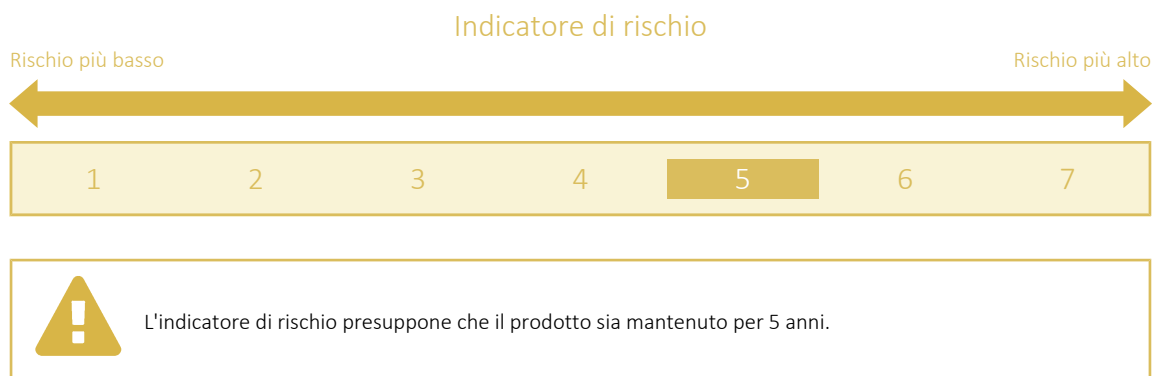 Indicatore di rischio
Rischio più basso Rischio più alto
1 2 3 4 5 6 7
L'indicatore di rischio presuppone che il prodotto sia mantenuto per 5 anni.